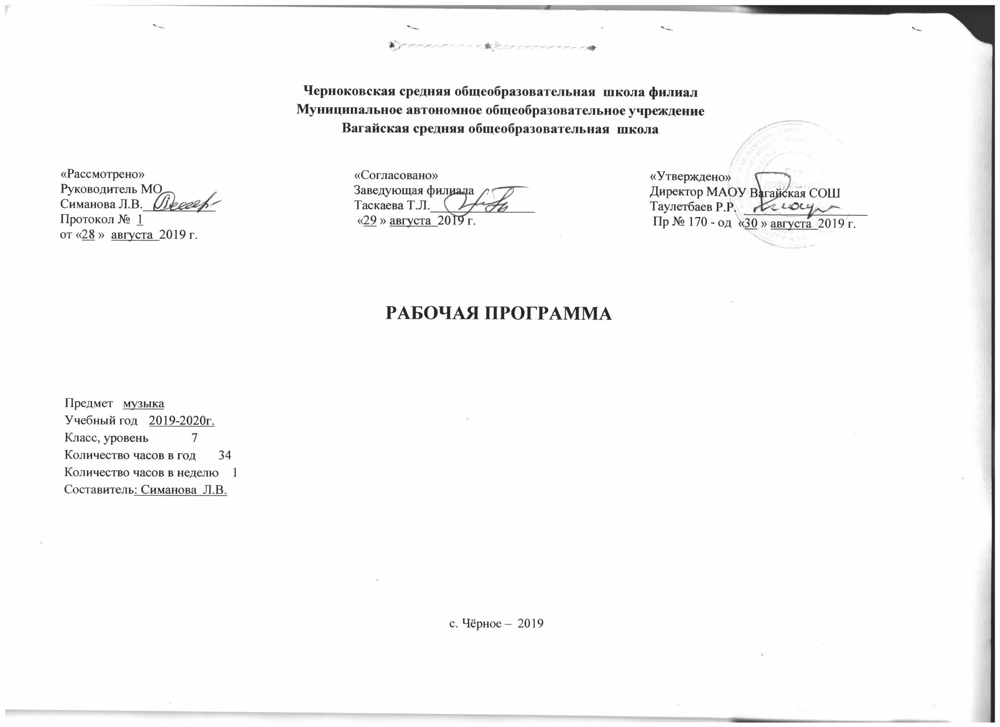 Черноковская средняя общеобразовательная школа филиал
Муниципальное автономное общеобразовательное учреждение
Вагайская средняя общеобразовательная школа
«Рассмотрено»
Руководитель МО
Симанова Л.В.
Протокол № 1
от «28 » августа 2019 г.
«Согласовано»
Заведующая филиала
Таскаева Т.Л.
«29 » августа 2019 г.
«Утверждено»
Директор МАОУ Вагайская СОШ
Таулетбаев Р.Р.
Пр № 170 - од «30 » августа 2019 г.
РАБОЧАЯ ПРОГРАММА
Предмет музыка
Учебный год 2019-2020г.
Класс, уровень 7
Количество часов в год 34
Количество часов в неделю 1
Составитель: Симанова Л.В.
с. Чёрное – 2019